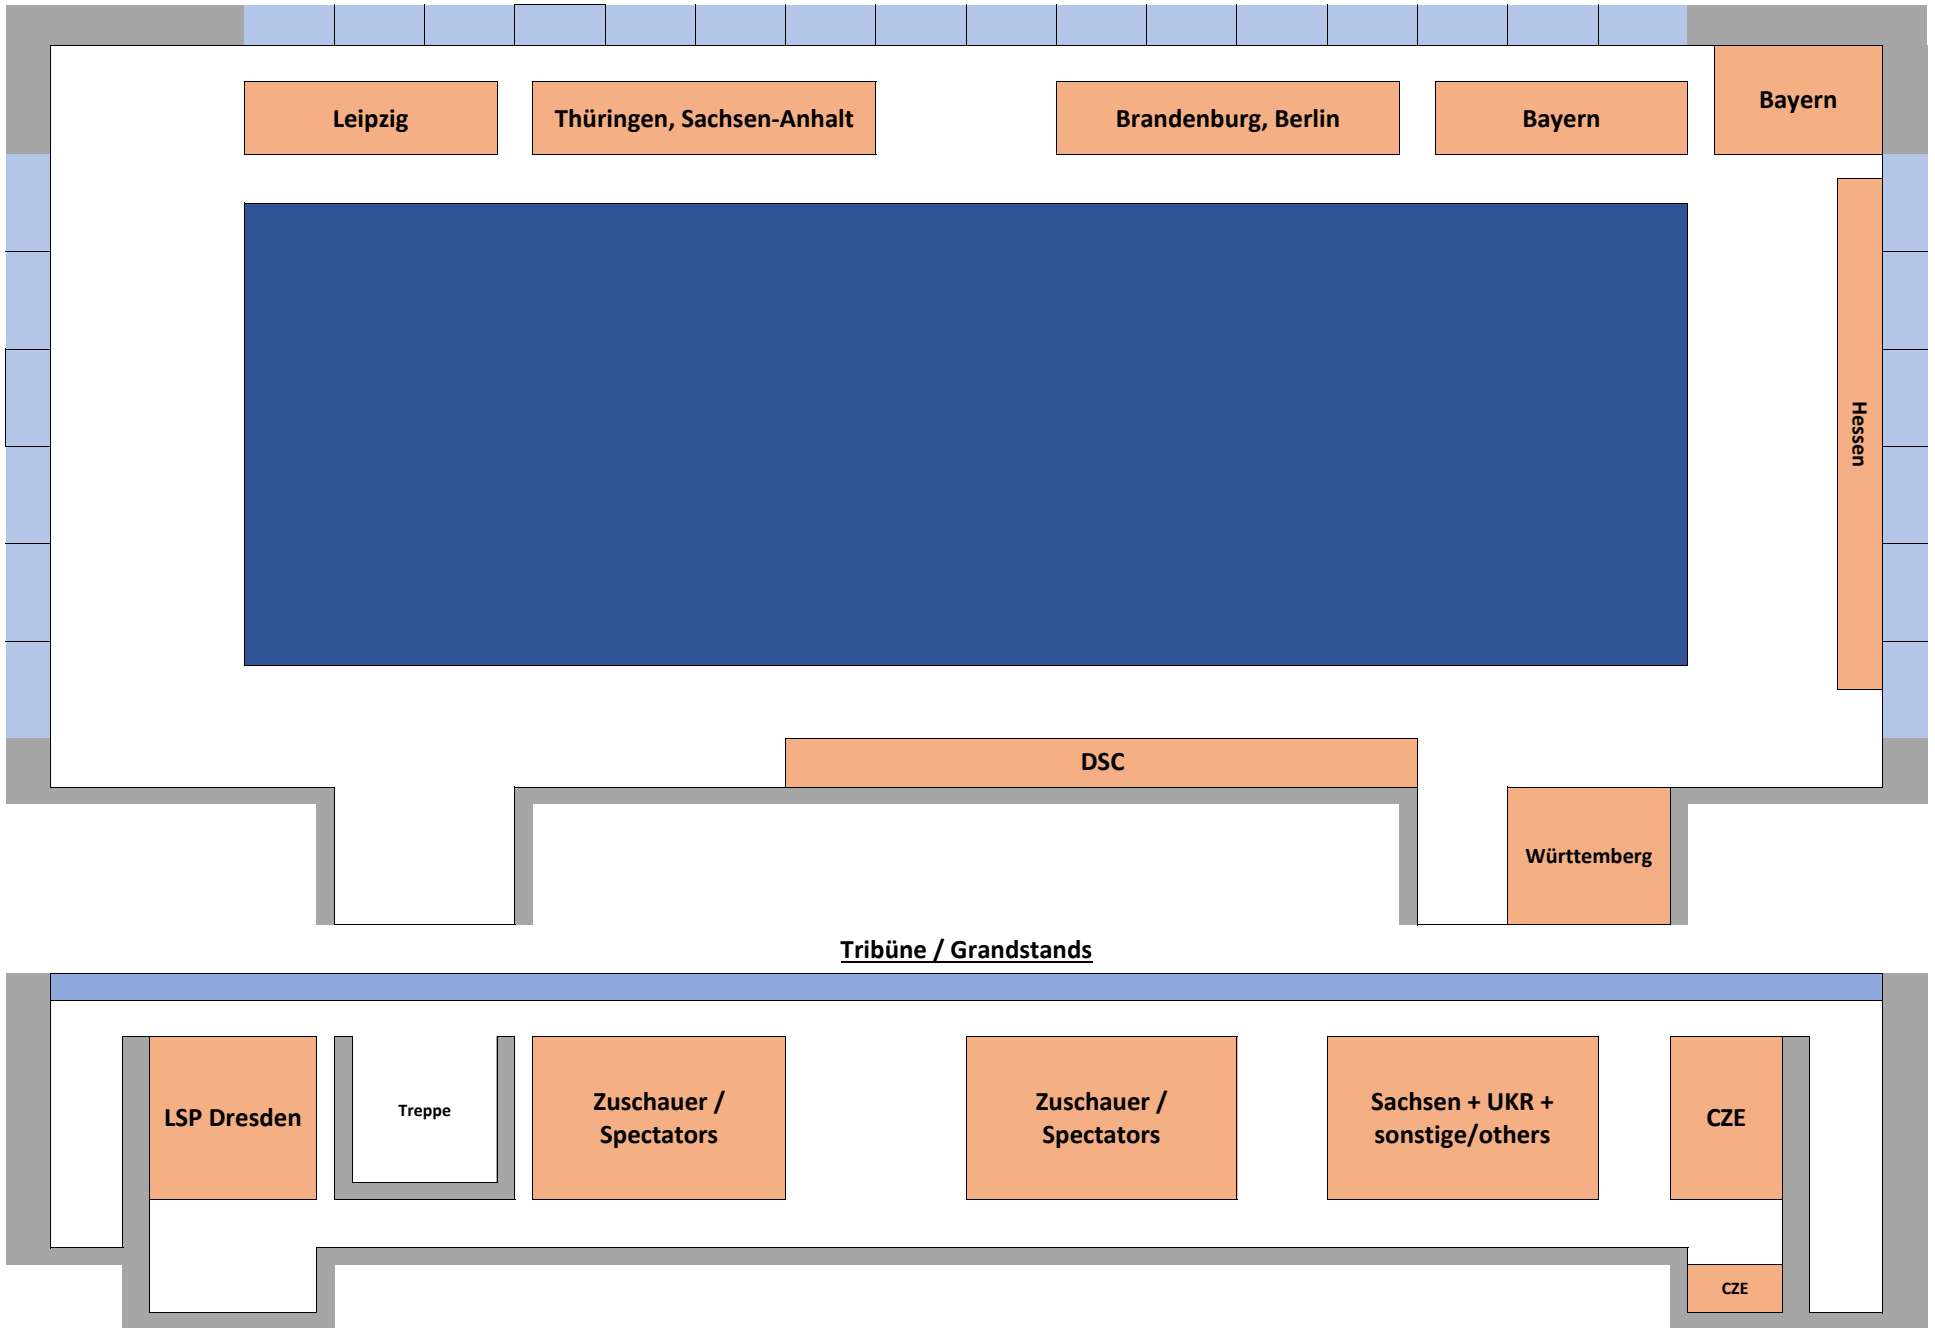 Leipzig
Thüringen, Sachsen-Anhalt
Brandenburg, Berlin
Bayern
Bayern
Hessen
DSC
Württemberg
Tribüne / Grandstands
LSP Dresden
Treppe
Zuschauer /
Spectators
Zuschauer /
Spectators
Sachsen + UKR +
sonstige/others
CZE
CZE